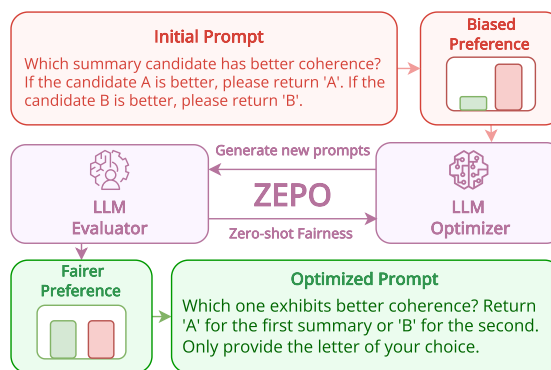 Initial Prompt
Which summary candidate has better coherence?
If the candidate A is better, please return 'A'. If the
candidate B is better, please return 'B'.
Biased
Preference
Generate new prompts
LLM
Evaluator
ZEPO
Zero-shot Fairness
LLM
Optimizer
Fairer
Preference
Optimized Prompt
Which one exhibits better coherence? Return
'A' for the first summary or 'B' for the second.
Only provide the letter of your choice.